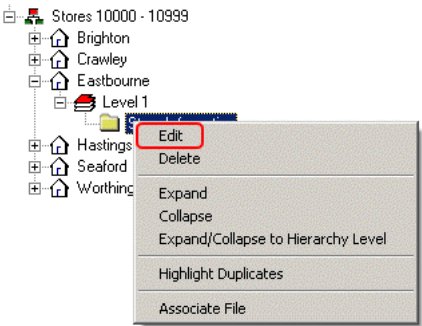 Stores 10000 - 10999
Brighton
Crawley
Eastbourne
Level 1
Edit
Hastings
Delete
Seaford
Worthing
Expand
Collapse
Expand/Collapse to Hierarchy Level
Highlight Duplicates
Associate File